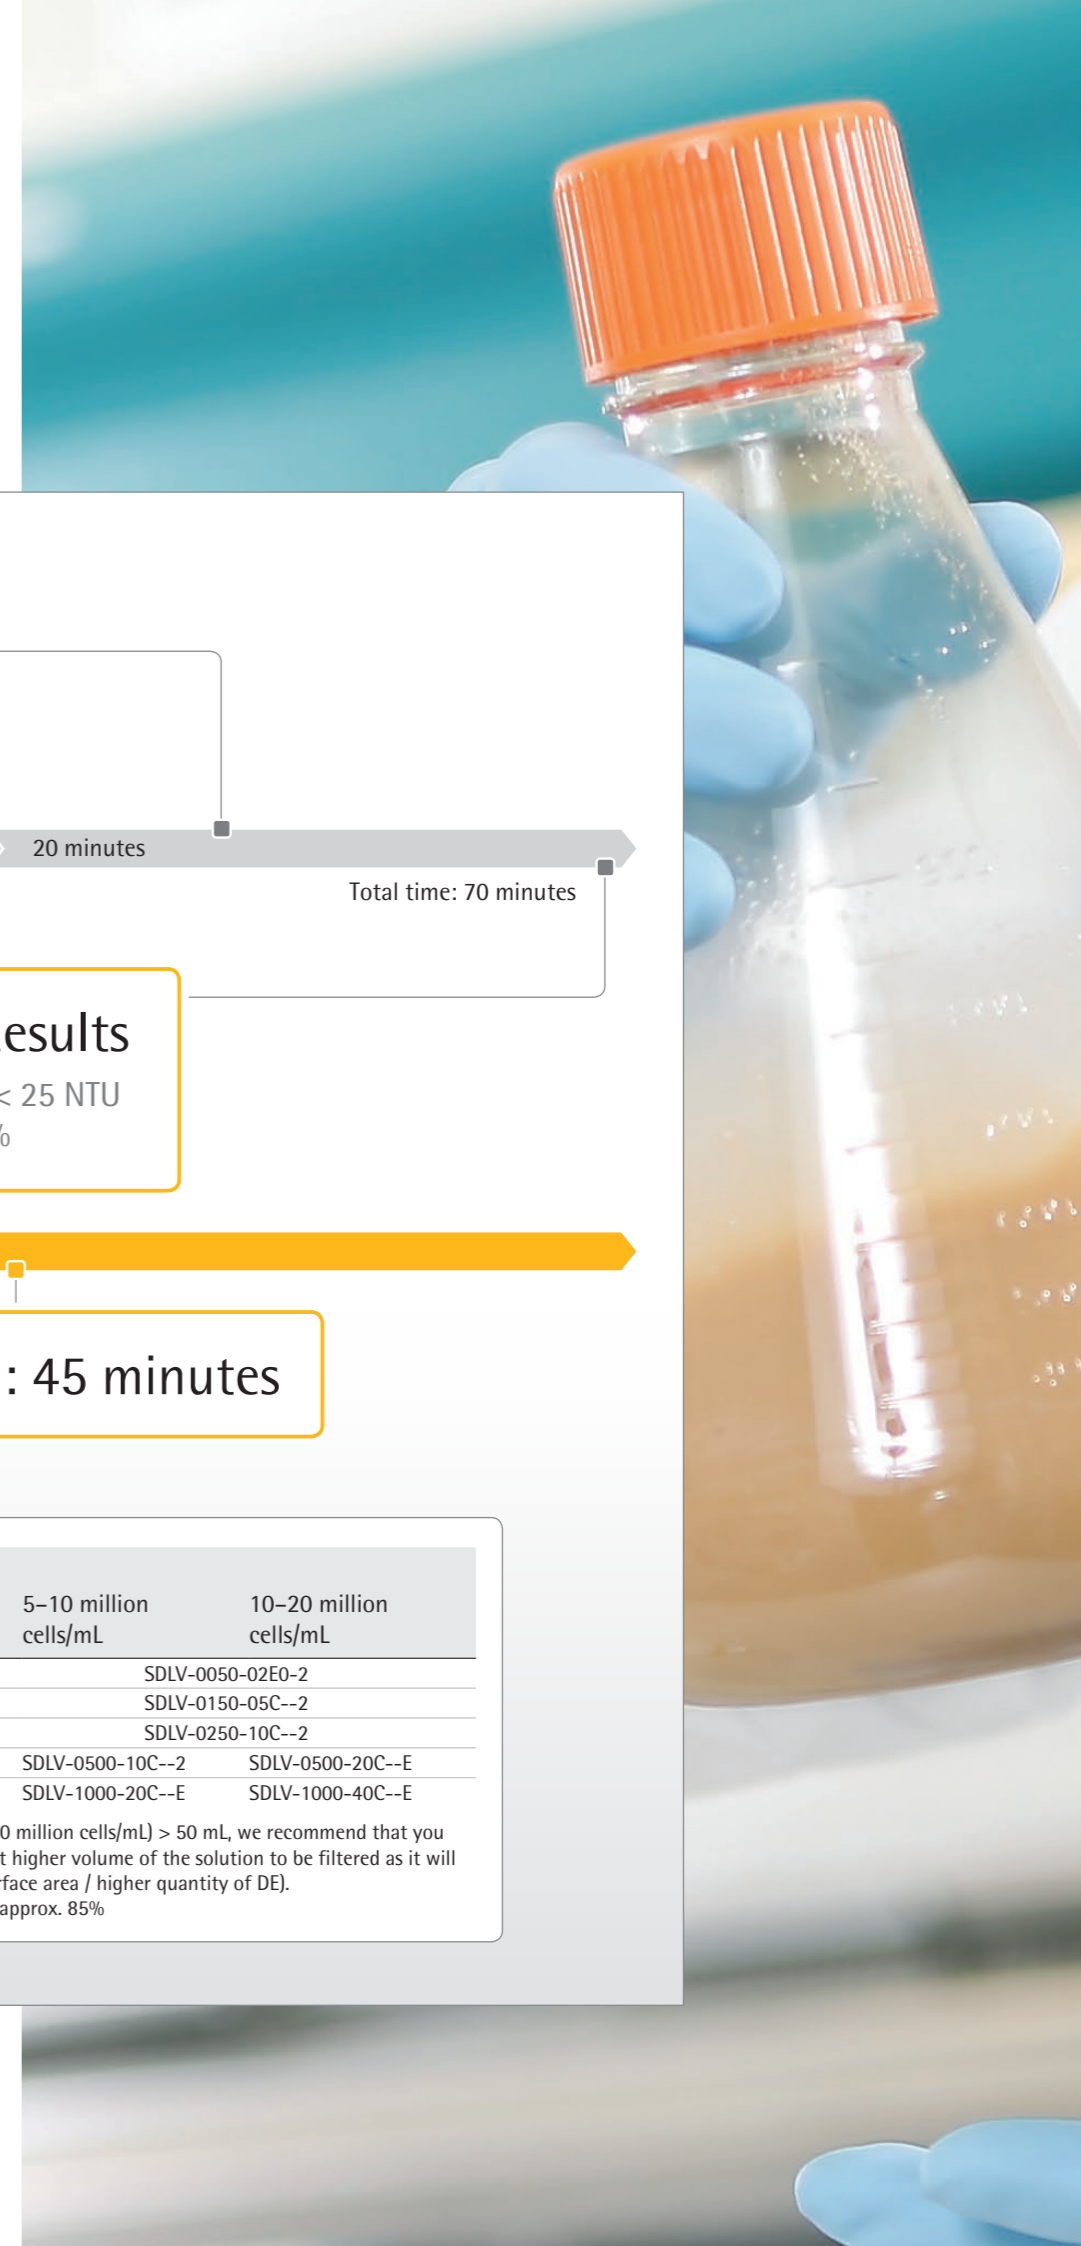 20 minutes
Total time: 70 minutes
esults
< 25 NTU
%
: 45 minutes
5–10 million
cells/mL
10–20 million
cells/mL
SDLV-0050-02E0-2
SDLV-0150-05C--2
SDLV-0250-10C--2
SDLV-0500-10C--2 SDLV-0500-20C--E
SDLV-1000-20C--E SDLV-1000-40C--E
0 million cells/mL) > 50 mL, we recommend that you
t higher volume of the solution to be filtered as it will
face area / higher quantity of DE).
approx. 85%